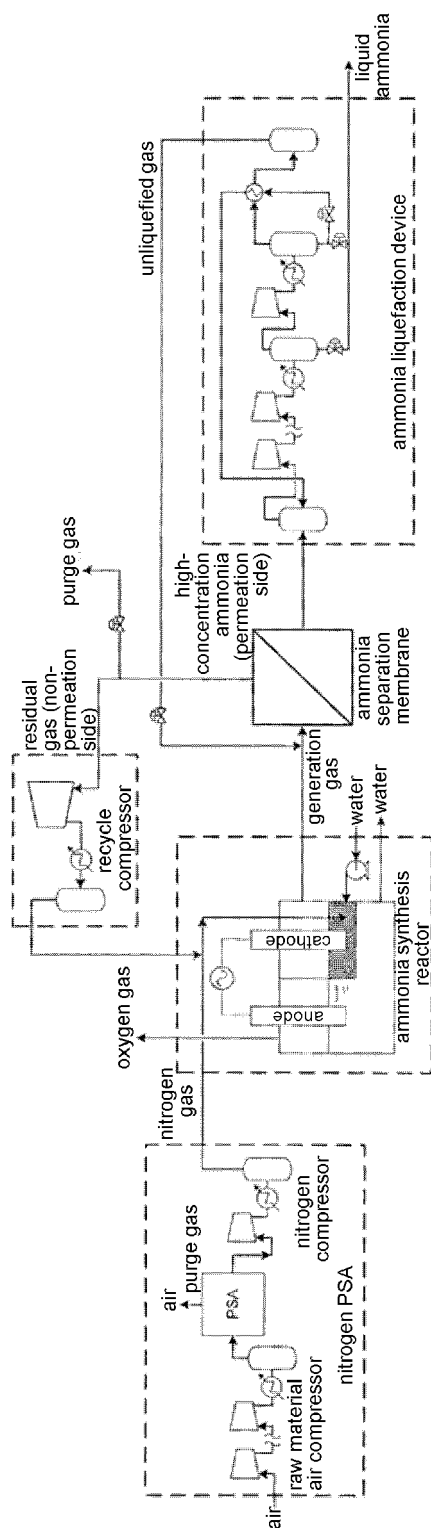 air
raw material
air compressor
air
purge gas
PSA
nitrogen compressor
nitrogen PSA
nitrogen
gas
oxygen gas
anode
cathode
water
water
ammonia synthesis
reactor
recycle
compressor
residual
gas (non-
permeation
side)
purge gas
generation
gas
ammonia
separation
membrane
high-
concentration
ammonia
(permeation
side)
unliquefied gas
ammonia liquefaction device
liquid
ammonia